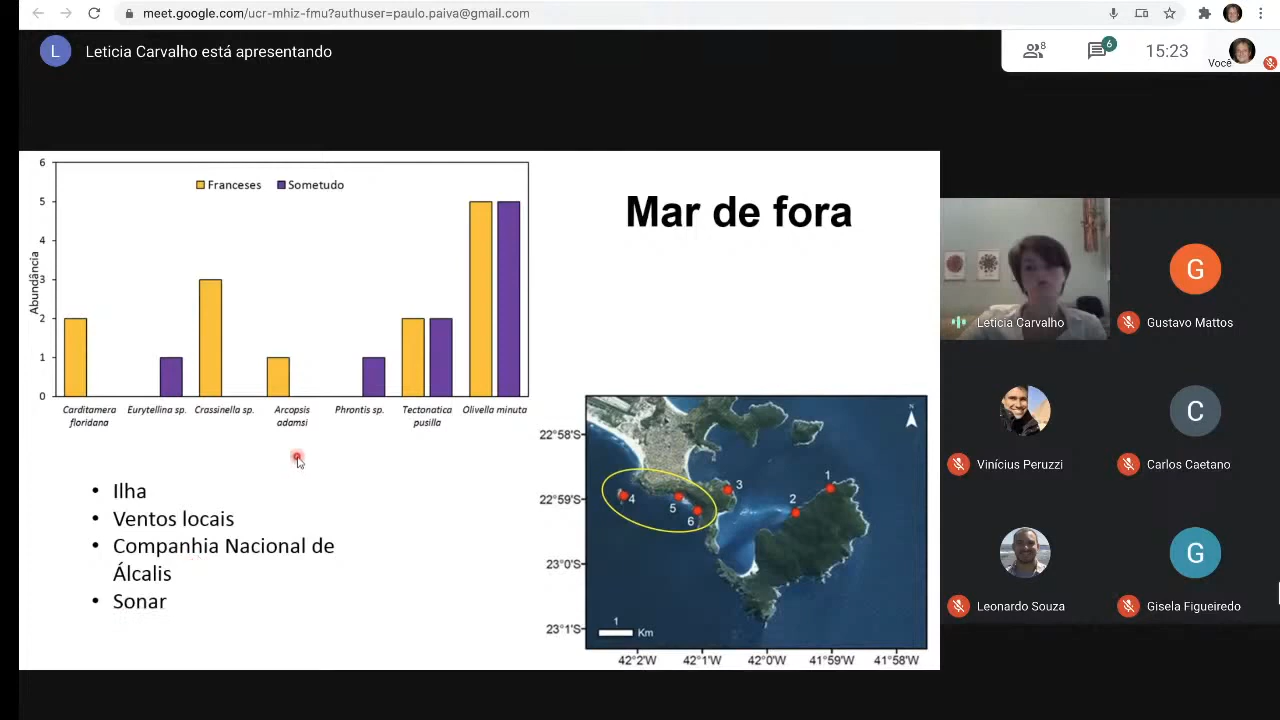 meet.google.com/ucr-mhiz-fmu?authuser=paulo.paiva@gmail.com
L
Leticia Carvalho está apresentando
8
6
15:23
Você
Mar de fora
Franceses
Sometudo
Abundância
6
5
4
3
2
1
0
Carditamera floridana
Eurytellina sp.
Crassinella sp.
Arcopsis adamsi
Phrontis sp.
Tectonatica pusilla
Olivella minuta
• Ilha
• Ventos locais
• Companhia Nacional de
Álcalis
• Sonar
N
22°58'S
22°59'S
23°0'S
23°1'S
1
2
3
4
5
6
1
Km
42°2'W
42°1'W
42°0'W
41°59'W
41°58'W
Leticia Carvalho
G
Gustavo Mattos
Vinícius Peruzzi
C
Carlos Caetano
Leonardo Souza
G
Gisela Figueiredo